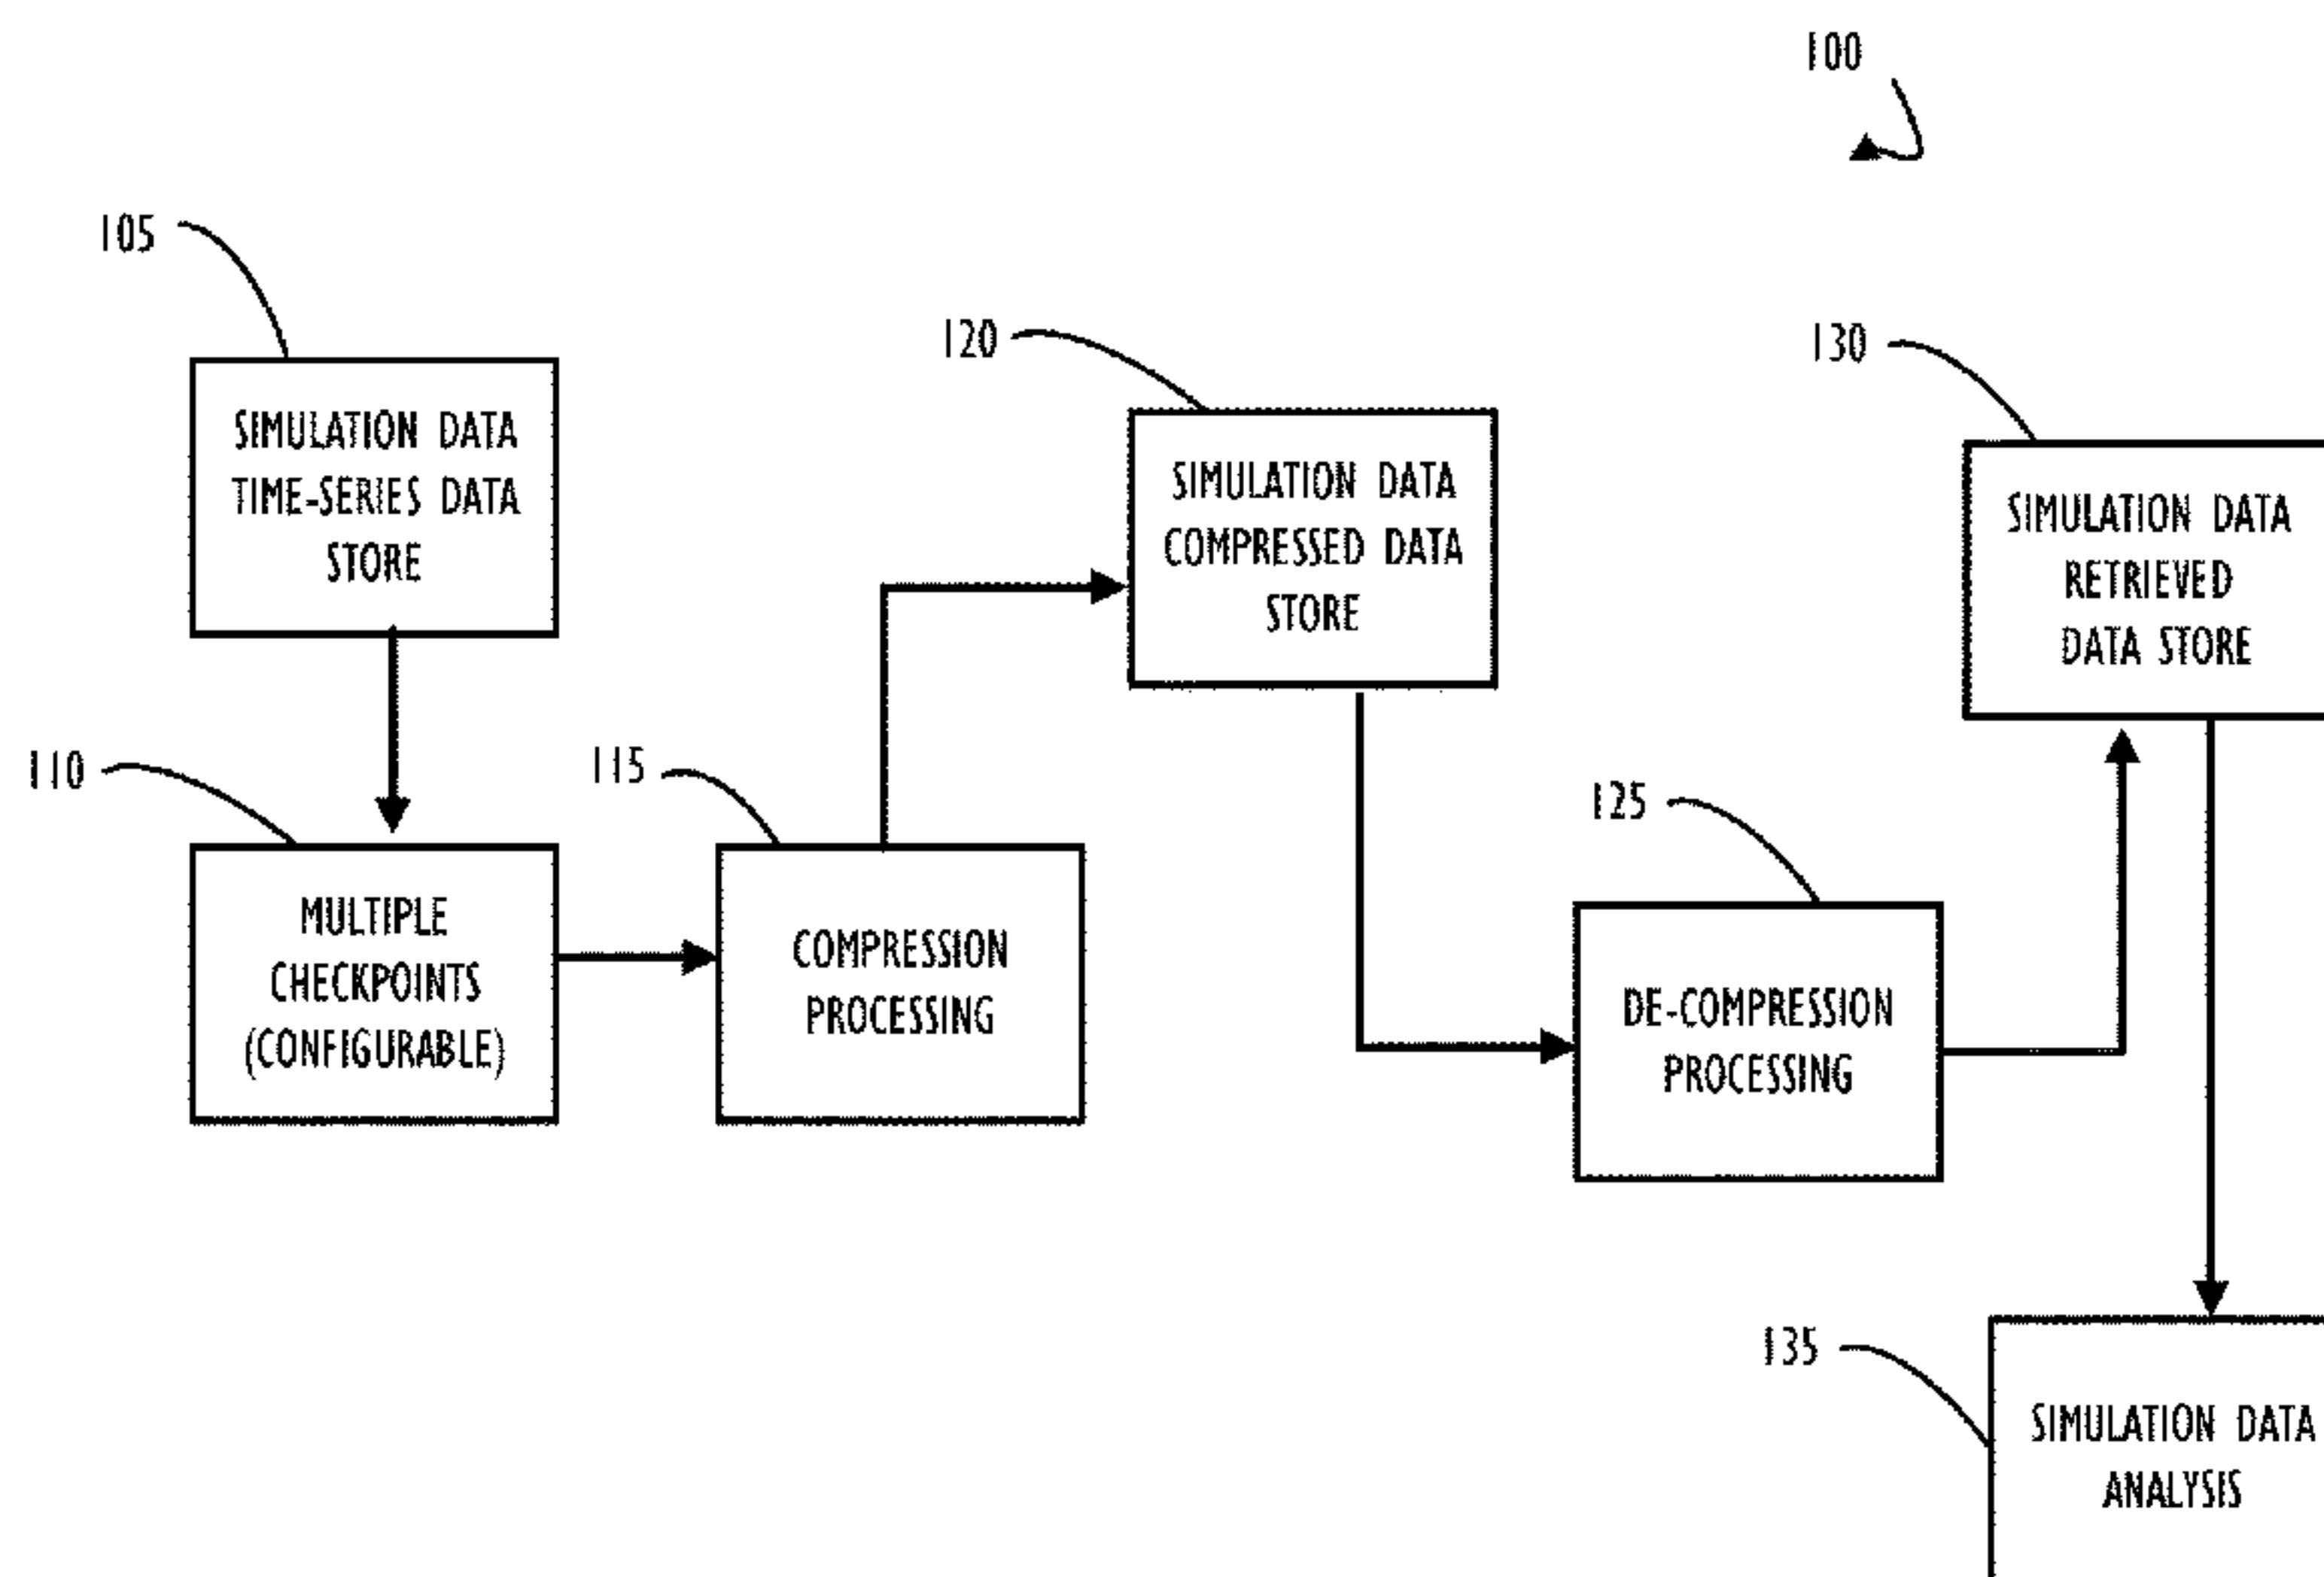 100
105
SIMULATION DATA
TIME-SERIES DATA
STORE
120
SIMULATION DATA
COMPRESSED DATA
STORE
130
SIMULATION DATA
RETRIEVED
DATA STORE
110
MULTIPLE
CHECKPOINTS
(CONFIGURABLE)
115
COMPRESSION
PROCESSING
125
DE-COMPRESSION
PROCESSING
135
SIMULATION DATA
ANALYSIS